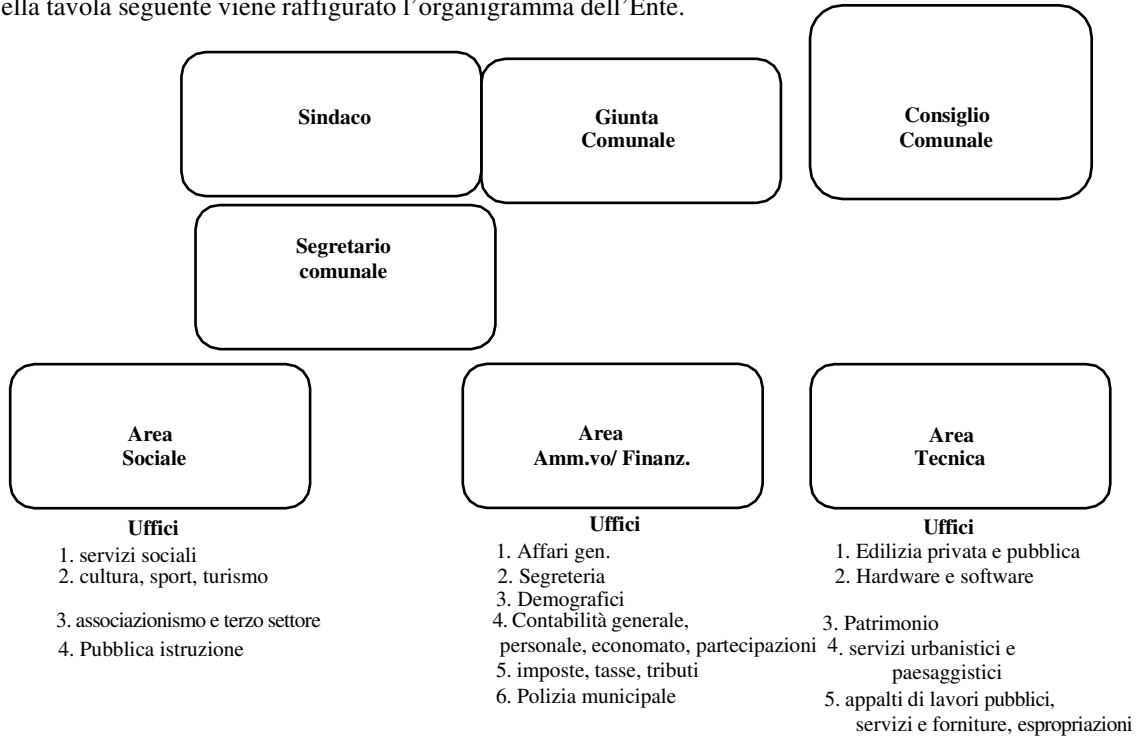 ella tavola seguente viene raffigurato l'organigramma dell'Ente.
Sindaco
Giunta
Comunale
Consiglio
Comunale
Segretario
comunale
Area
Sociale
Uffici
1. servizi sociali
2. cultura, sport, turismo
3. associazionismo e terzo settore
4. Pubblica istruzione
Area
Amm.vo/ Finanz.
Uffici
1. Affari gen.
2. Segreteria
3. Demografici
4. Contabilità generale,
personale, economato, partecipazioni
5. imposte, tasse, tributi
6. Polizia municipale
Area
Tecnica
Uffici
1. Edilizia privata e pubblica
2. Hardware e software
3. Patrimonio
4. servizi urbanistici e
paesaggistici
5. appalti di lavori pubblici,
servizi e forniture, espropriazioni